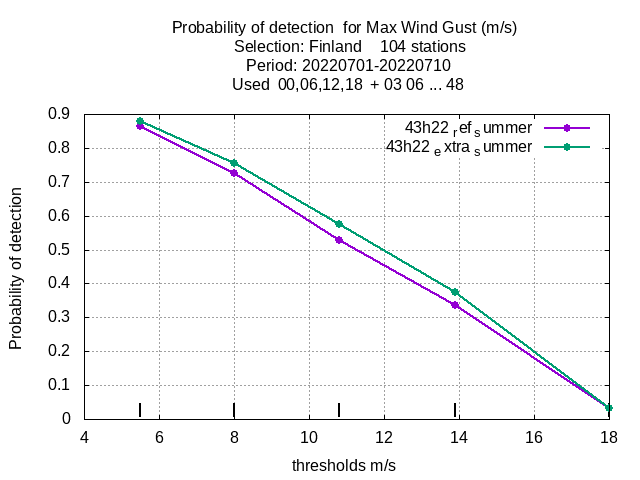 Probability of detection  for Max Wind Gust (m/s)
Selection: Finland    104 stations
Period: 20220701-20220710
Used  00,06,12,18  + 03 06 ... 48
43h22 ref summer
43h22 extra summer
Probability of detection
0.9
0.8
0.7
0.6
0.5
0.4
0.3
0.2
0.1
0
4 6 8 10 12 14 16 18
thresholds m/s